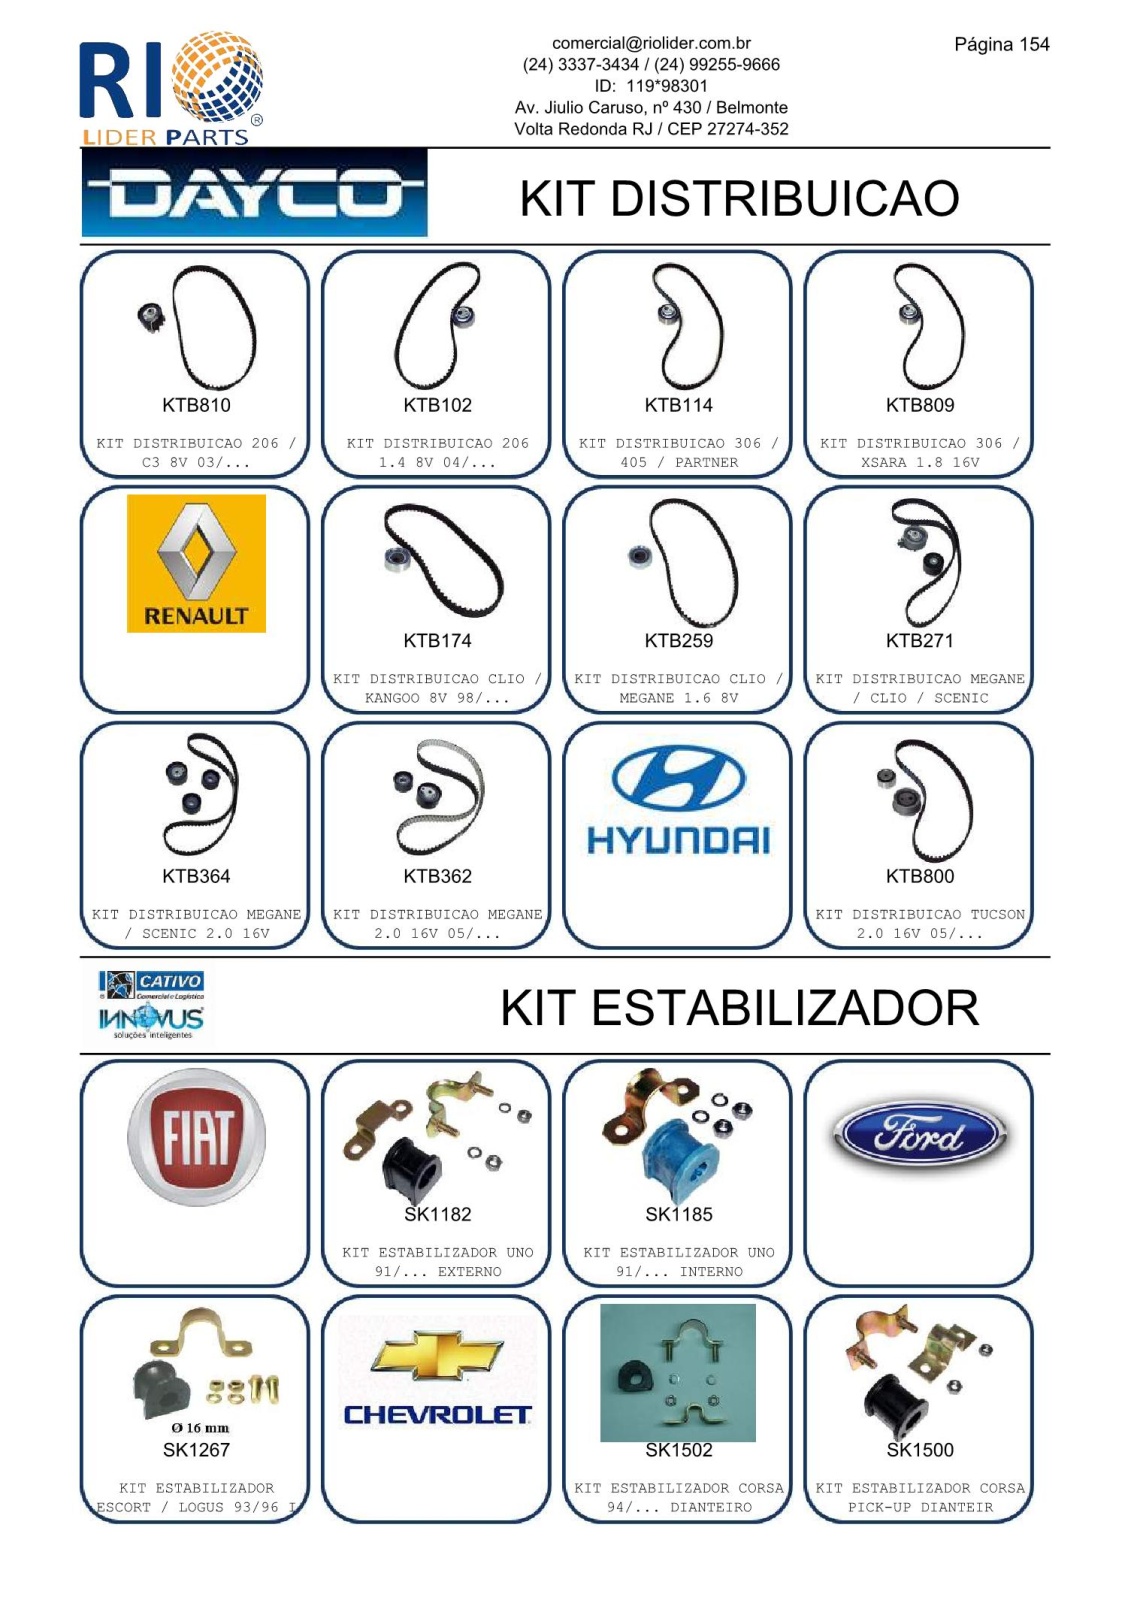 RIO
LIDER PARTS
®
comercial@riolider.com.br
(24) 3337-3434 / (24) 99255-9666
ID:  119*98301
Av. Jiulio Caruso, nº 430 / Belmonte
Volta Redonda RJ / CEP 27274-352
Página 154
DAYCO
KIT DISTRIBUICAO
KTB810
KIT DISTRIBUICAO 206 /
C3 8V 03/...
KTB102
KIT DISTRIBUICAO 206
1.4 8V 04/...
KTB114
KIT DISTRIBUICAO 306 /
405 / PARTNER
KTB809
KIT DISTRIBUICAO 306 /
XSARA 1.8 16V
RENAULT
KTB174
KIT DISTRIBUICAO CLIO /
KANGOO 8V 98/...
KTB259
KIT DISTRIBUICAO CLIO /
MEGANE 1.6 8V
KTB271
KIT DISTRIBUICAO MEGANE
/ CLIO / SCENIC
KTB364
KIT DISTRIBUICAO MEGANE
/ SCENIC 2.0 16V
KTB362
KIT DISTRIBUICAO MEGANE
2.0 16V 05/...
HYUNDAI
KTB800
KIT DISTRIBUICAO TUCSON
2.0 16V 05/...
CATIVO
Comercial e Logística
INNOVUS
soluções inteligentes
KIT ESTABILIZADOR
FIAT
SK1182
KIT ESTABILIZADOR UNO
91/... EXTERNO
SK1185
KIT ESTABILIZADOR UNO
91/... INTERNO
Ford
Ø 16 mm
SK1267
KIT ESTABILIZADOR
ESCORT / LOGUS 93/96 I
CHEVROLET
SK1502
KIT ESTABILIZADOR CORSA
94/... DIANTEIRO
SK1500
KIT ESTABILIZADOR CORSA
PICK-UP DIANTEIR